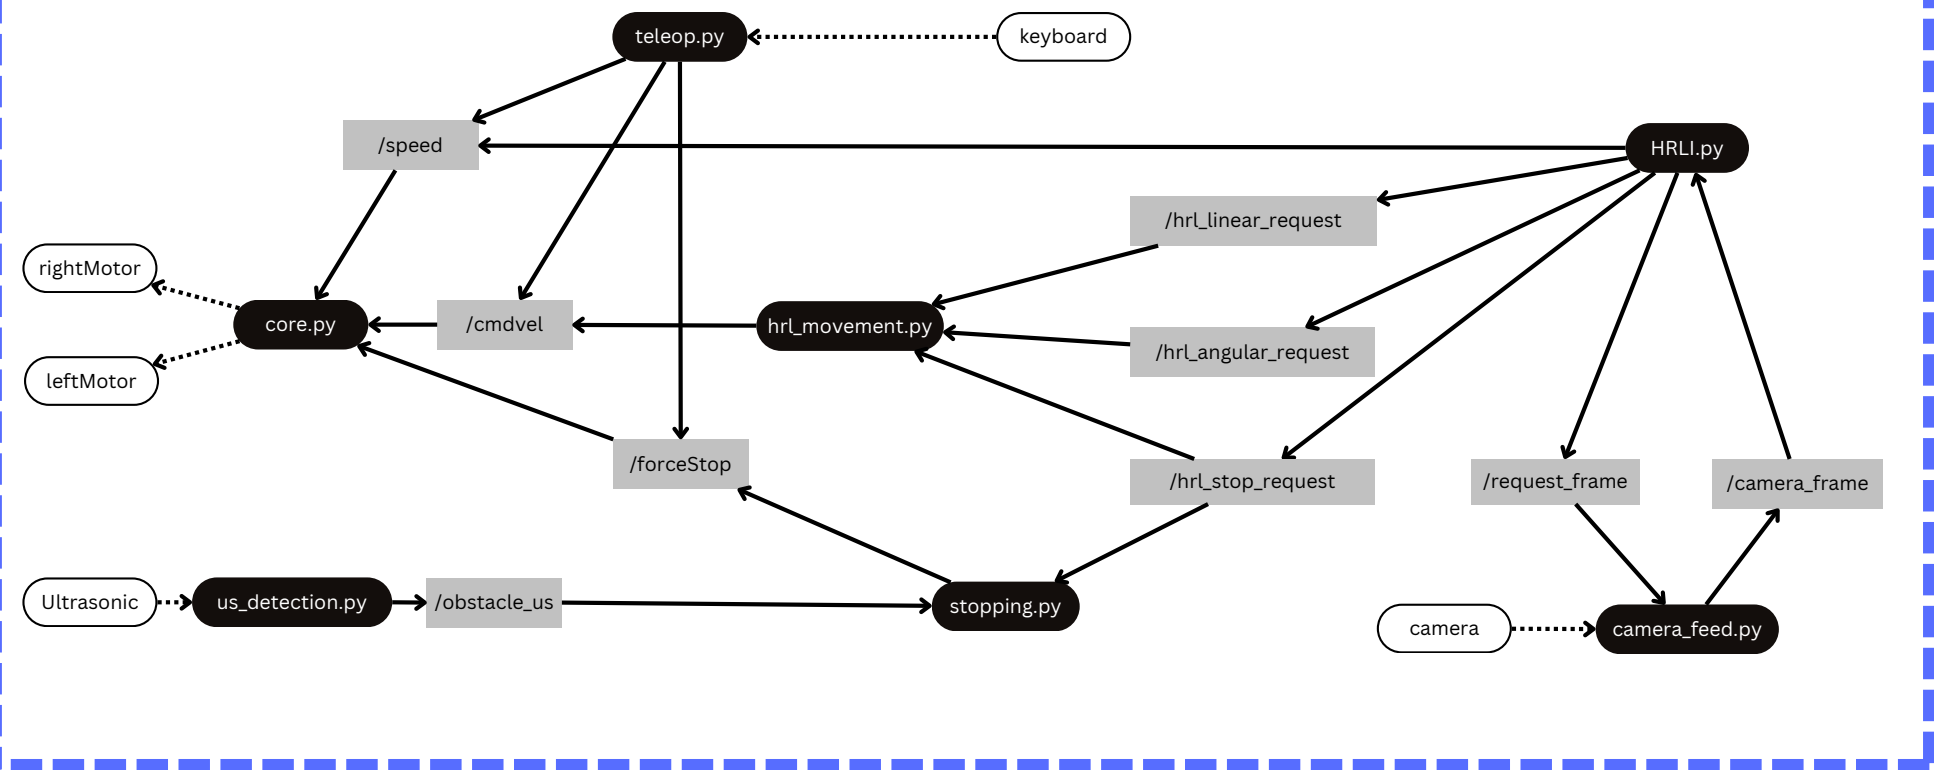 teleop.py
keyboard
/speed
HRLI.py
/hrl_linear_request
rightMotor
core.py
/cmdvel
hrl_movement.py
/hrl_angular_request
leftMotor
/forceStop
/hrl_stop_request
/request_frame
/camera_frame
Ultrasonic
us_detection.py
/obstacle_us
stopping.py
camera
camera_feed.py